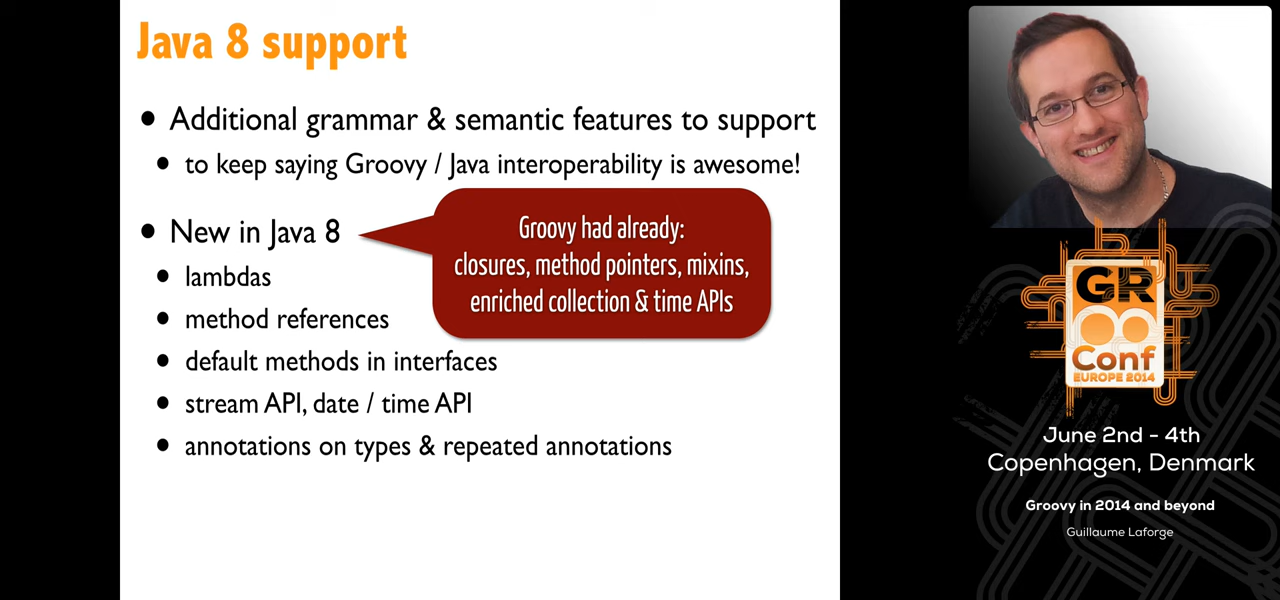 Java 8 support
• Additional grammar & semantic features to support
• to keep saying Groovy / Java interoperability is awesome!
• New in Java 8
Groovy had already:
closures, method pointers, mixins,
enriched collection & time APIs
• lambdas
• method references
• default methods in interfaces
• stream API, date / time API
• annotations on types & repeated annotations
GR
Conf
EUROPE 2014
June 2nd - 4th
Copenhagen, Denmark
Groovy in 2014 and beyond
Guillaume Laforge